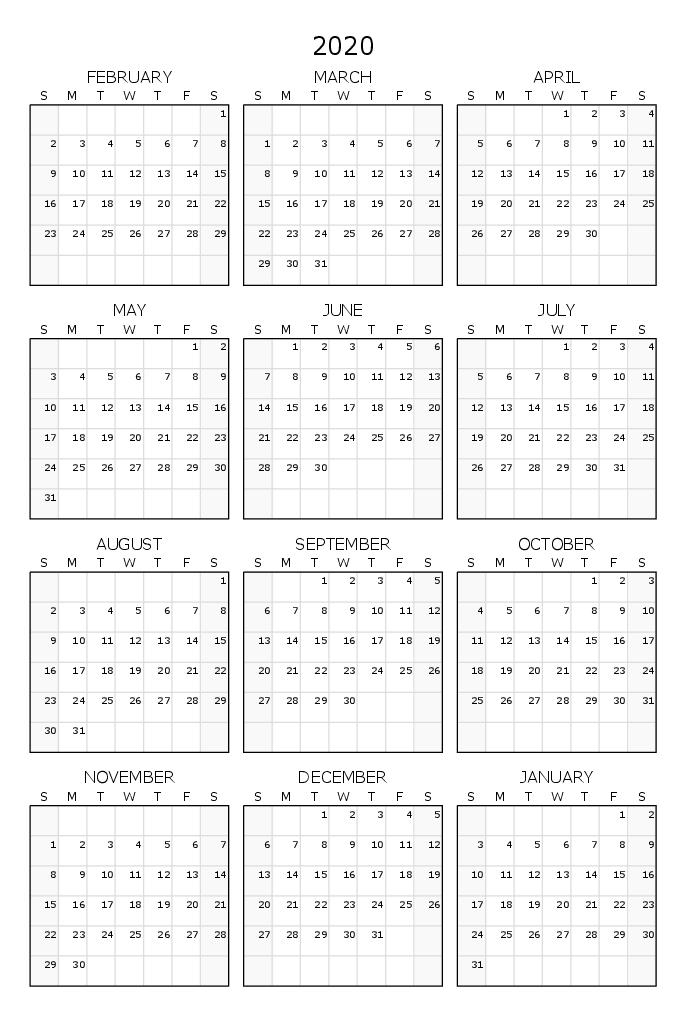 2020
FEBRUARY MARCH APRIL
S M T W T F S S M T W T F S S M T W T F S
1 1 2 3 4
2 3 4 5 6 7 8 1 2 3 4 5 6 7 5 6 7 8 9 10 11
9 10 11 12 13 14 15 8 9 10 11 12 13 14 12 13 14 15 16 17 18
16 17 18 19 20 21 22 15 16 17 18 19 20 21 19 20 21 22 23 24 25
23 24 25 26 27 28 29 22 23 24 25 26 27 28 26 27 28 29 30
29 30 31
MAY JUNE JULY
S M T W T F S S M T W T F S S M T W T F S
1 2 1 2 3 4 5 6 1 2 3 4
3 4 5 6 7 8 9 7 8 9 10 11 12 13 5 6 7 8 9 10 11
10 11 12 13 14 15 16 14 15 16 17 18 19 20 12 13 14 15 16 17 18
17 18 19 20 21 22 23 21 22 23 24 25 26 27 19 20 21 22 23 24 25
24 25 26 27 28 29 30 28 29 30 26 27 28 29 30 31
31
AUGUST SEPTEMBER OCTOBER
S M T W T F S S M T W T F S S M T W T F S
1 1 2 3 4 5 1 2 3
2 3 4 5 6 7 8 6 7 8 9 10 11 12 4 5 6 7 8 9 10
9 10 11 12 13 14 15 13 14 15 16 17 18 19 11 12 13 14 15 16 17
16 17 18 19 20 21 22 20 21 22 23 24 25 26 18 19 20 21 22 23 24
23 24 25 26 27 28 29 27 28 29 30 25 26 27 28 29 30 31
30 31
NOVEMBER DECEMBER JANUARY
S M T W T F S S M T W T F S S M T W T F S
1 2 3 4 5 1 2
1 2 3 4 5 6 7 6 7 8 9 10 11 12 3 4 5 6 7 8 9
8 9 10 11 12 13 14 13 14 15 16 17 18 19 10 11 12 13 14 15 16
15 16 17 18 19 20 21 20 21 22 23 24 25 26 17 18 19 20 21 22 23
22 23 24 25 26 27 28 27 28 29 30 31 24 25 26 27 28 29 30
29 30 31